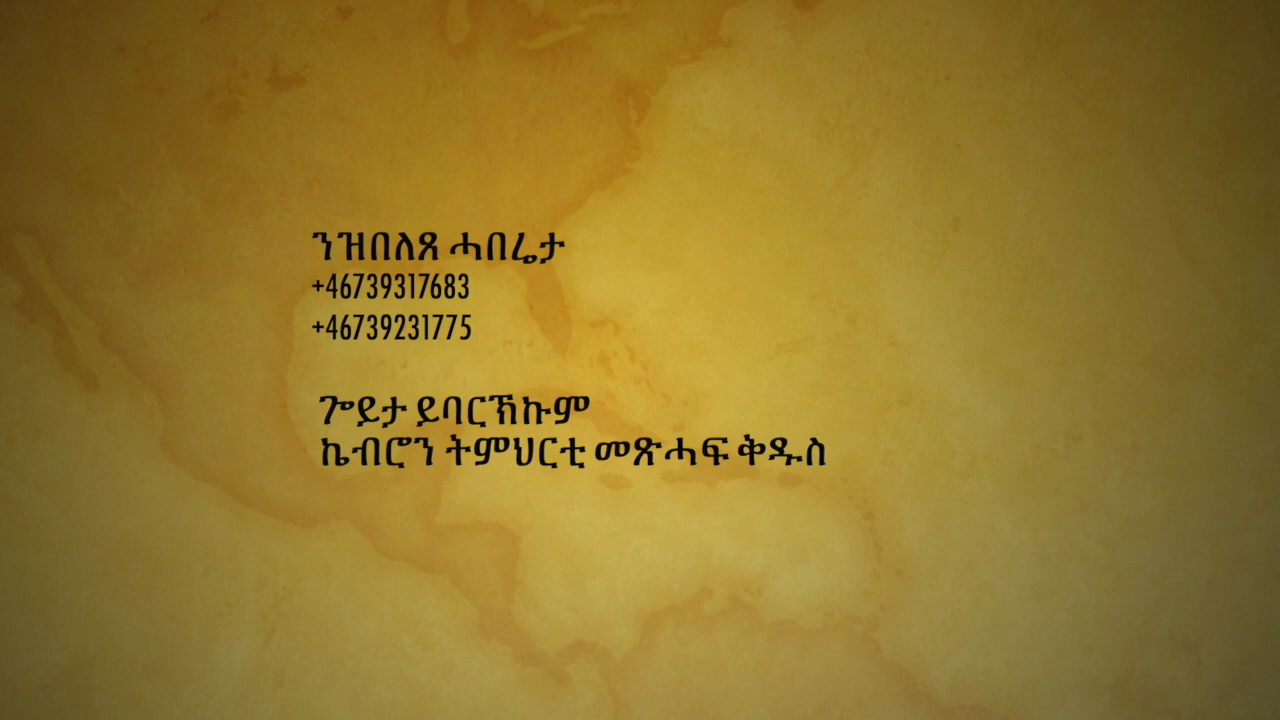 ንዝበለጸ ሓበሬታ
+46739317683
+46739231775
ጐይታ ይባርኽኩም
ኬብሮን ትምህርቲ መጽሓፍ ቅዱስ